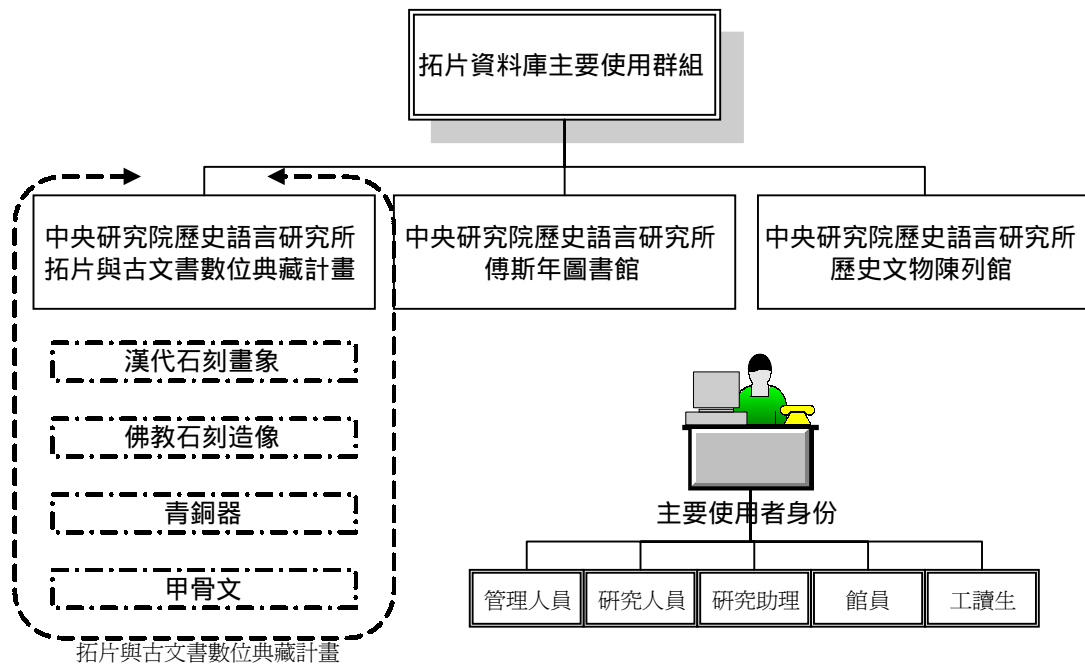 拓片資料庫主要使用群組
中央研究院歷史語言研究所
拓片與古文書數位典藏計畫
中央研究院歷史語言研究所
傅斯年圖書館
中央研究院歷史語言研究所
歷史文物陳列館
漢代石刻畫象
佛教石刻造像
青銅器
甲骨文
拓片與古文書數位典藏計畫
主要使用者身份
管理人員
研究人員
研究助理
館員
工讀生